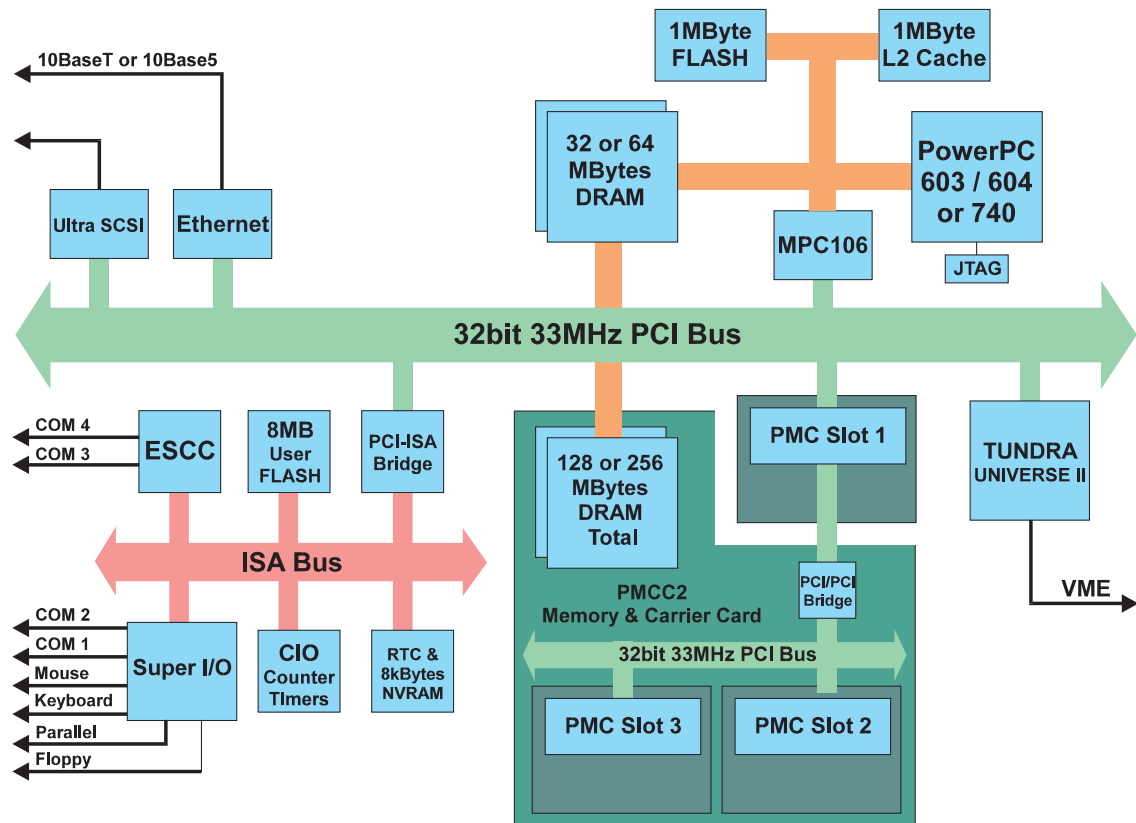 10BaseT or 10Base5
1MByte
FLASH
1MByte
L2 Cache
32 or 64
MBytes
DRAM
PowerPC
603 / 604
or 740
Ultra SCSI
Ethernet
MPC106
JTAG
32bit 33MHz PCI Bus
COM 4
COM 3
ESCC
8MB
User
FLASH
PCI-ISA
Bridge
128 or 256
MBytes
DRAM
Total
PMC Slot 1
TUNDRA
UNIVERSE II
ISA Bus
PCI/PCI
Bridge
VME
PMCC2
Memory & Carrier Card
COM 2
COM 1
Mouse
Keyboard
Parallel
Floppy
Super I/O
CIO
Counter
TImers
RTC &
8kBytes
NVRAM
32bit 33MHz PCI Bus
PMC Slot 3
PMC Slot 2